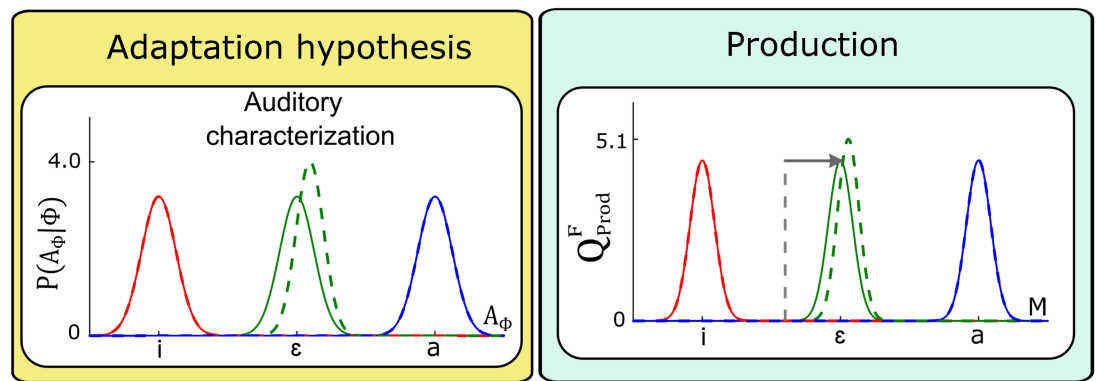 Adaptation hypothesis
Auditory
characterization
P(A_Φ|Φ)
4.0
0
i ε a
A_Φ
Production
Q^F_Prod
5.1
0
i ε a
M